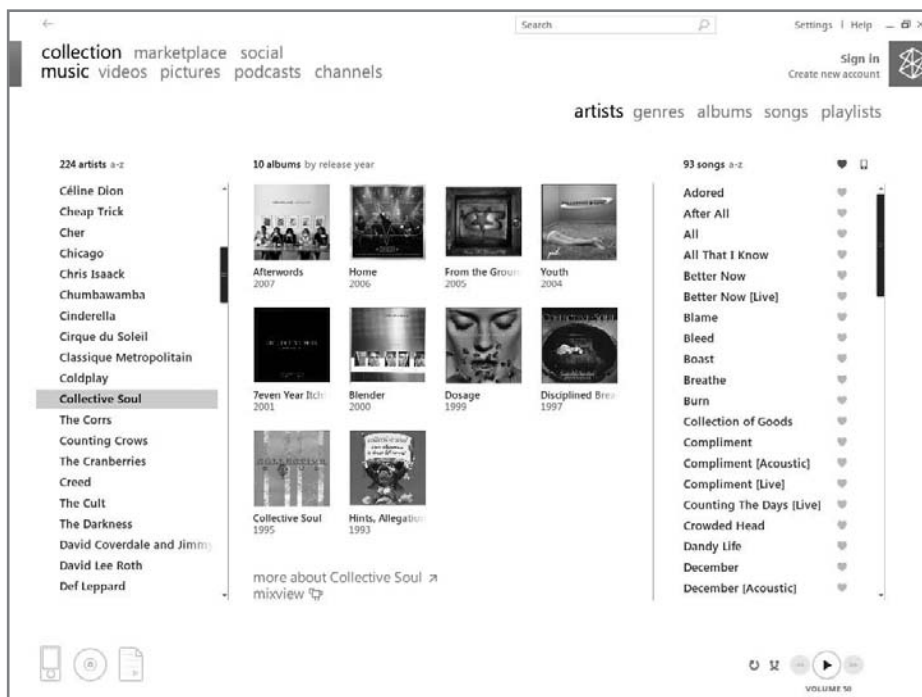 Search
Settings | Help
collection marketplace social
music videos pictures podcasts channels
Sign in
Create new account
artists genres albums songs playlists
224 artists a-z
Céline Dion
Cheap Trick
Cher
Chicago
Chris Isaack
Chumbawamba
Cinderella
Cirque du Soleil
Classique Metropolitain
Coldplay
Collective Soul
The Corrs
Counting Crows
The Cranberries
Creed
The Cult
The Darkness
David Coverdale and Jimmy
David Lee Roth
Def Leppard
10 albums by release year
Afterwords
2007
Home
2006
From the Groun
2005
Youth
2004
7even Year Itch
2001
Blender
2000
Dosage
1999
Disciplined Brea
1997
Collective Soul
1995
Hints, Allegation
1993
more about Collective Soul
mixview
93 songs a-z
Adored
After All
All
All That I Know
Better Now
Better Now [Live]
Blame
Bleed
Boast
Breathe
Burn
Collection of Goods
Compliment
Compliment [Acoustic]
Compliment [Live]
Counting The Days [Live]
Crowded Head
Dandy Life
December
December [Acoustic]
VOLUME 50